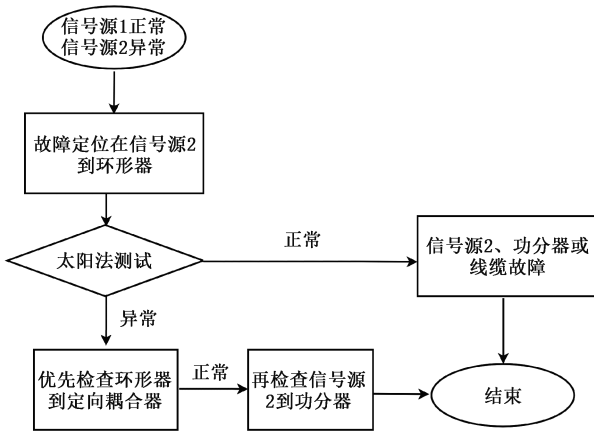 信号源1正常
信号源2异常
故障定位在信号源2
到环形器
太阳法测试
正常
信号源2、功分器或
线缆故障
异常
优先检查环形器
到定向耦合器
正常
再检查信号源
2到功分器
结束